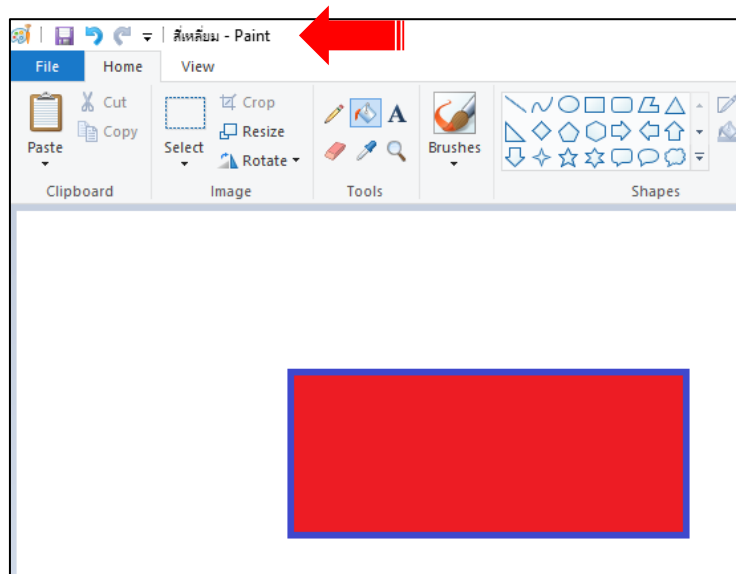 สี่เหลี่ยม - Paint
File Home View
Cut
Copy
Paste
Clipboard
Select
Crop
Resize
Rotate
Image
A
Tools
Brushes
Shapes